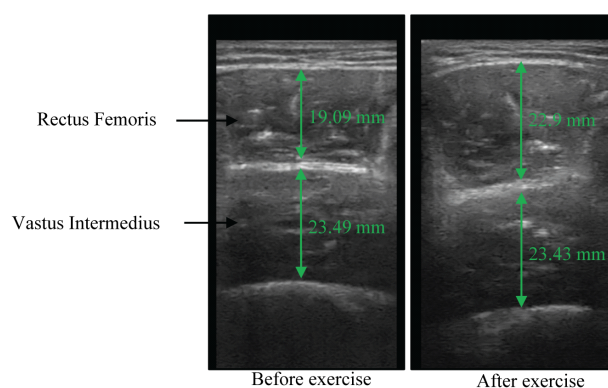 Rectus Femoris
19.09 mm
22.9 mm
Vastus Intermedius
23.49 mm
23.43 mm
Before exercise
After exercise